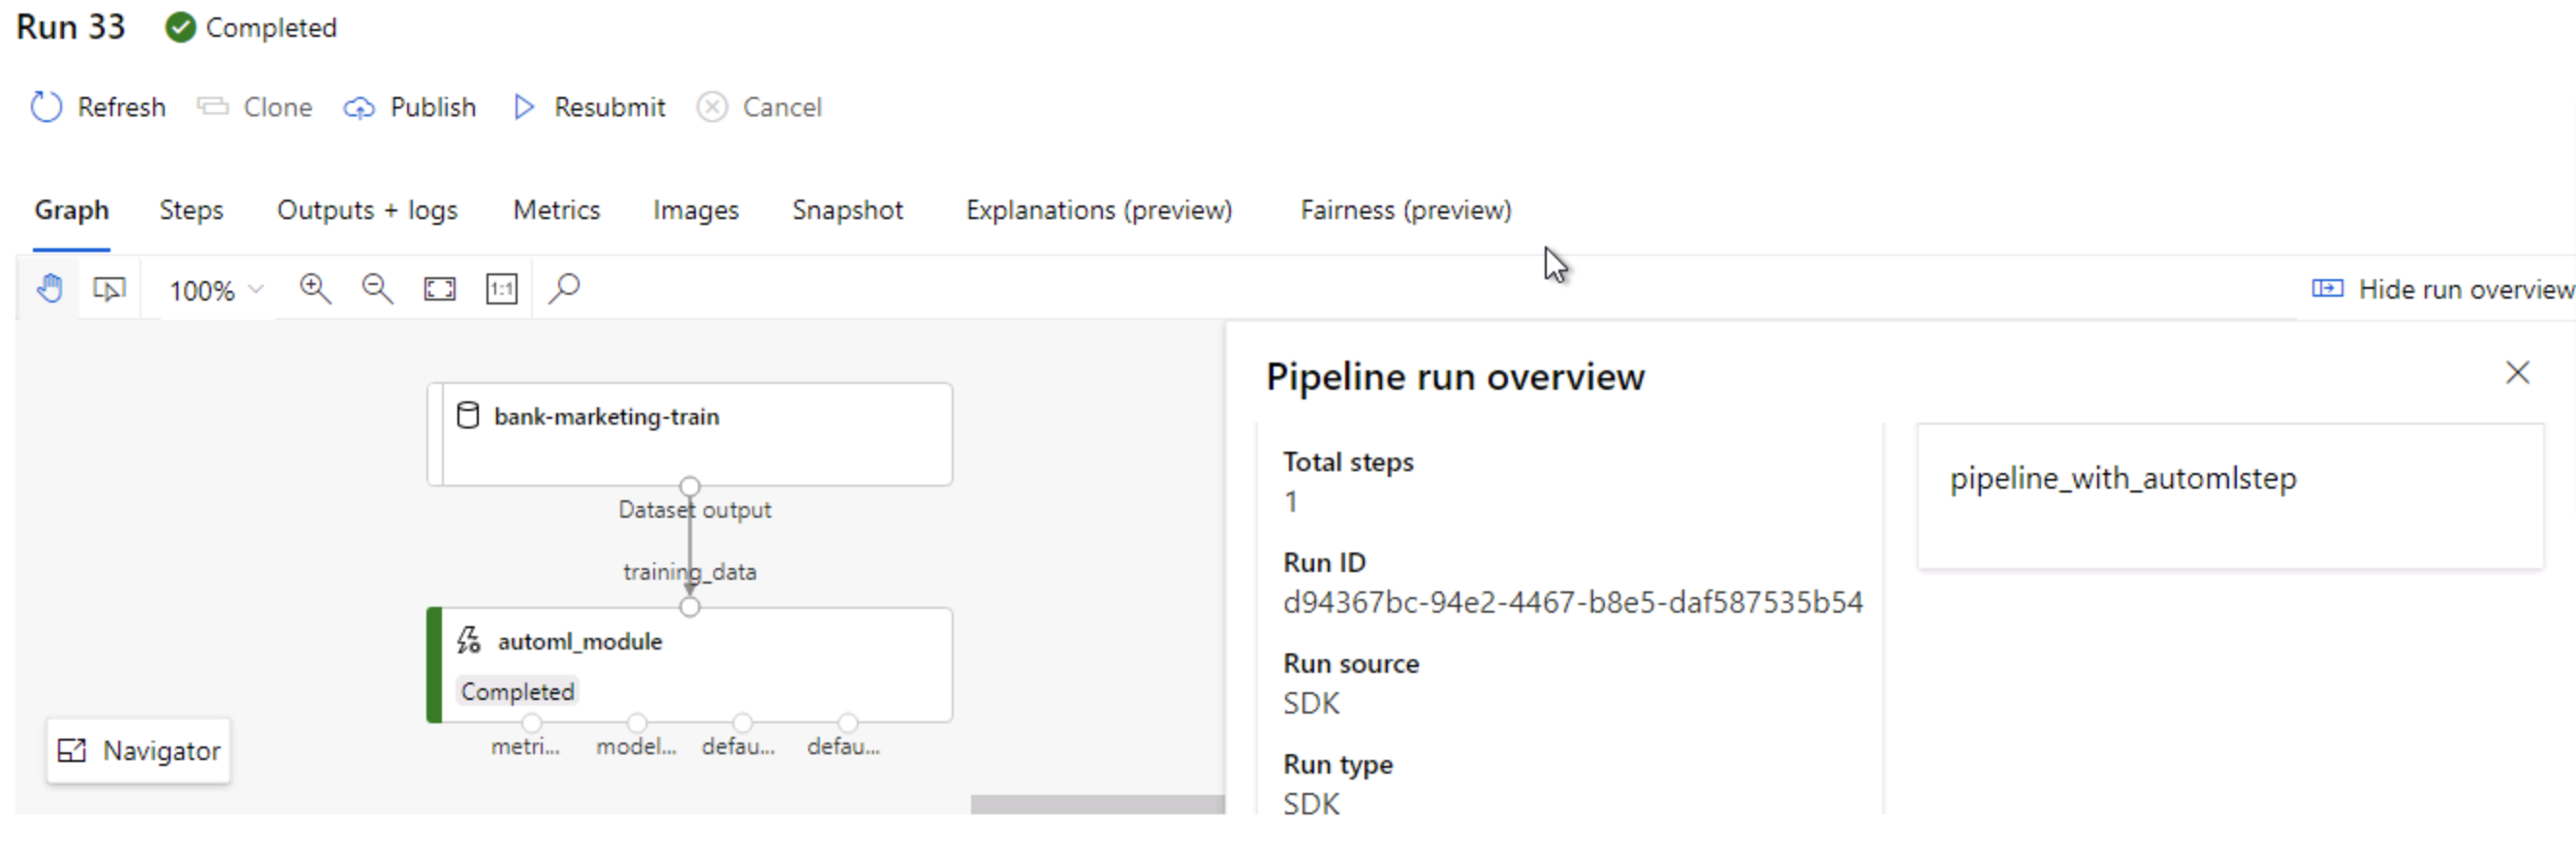 Run 33 Completed
Refresh Clone Publish Resubmit Cancel
Graph Steps Outputs + logs Metrics Images Snapshot Explanations (preview) Fairness (preview)
100% 1:1 Hide run overview
bank-marketing-train
Dataset output
training_data
automl_module
Completed
metri... model... defau... defau...
Navigator
Pipeline run overview
Total steps
1
Run ID
d94367bc-94e2-4467-b8e5-daf587535b54
Run source
SDK
Run type
SDK
pipeline_with_automlstep